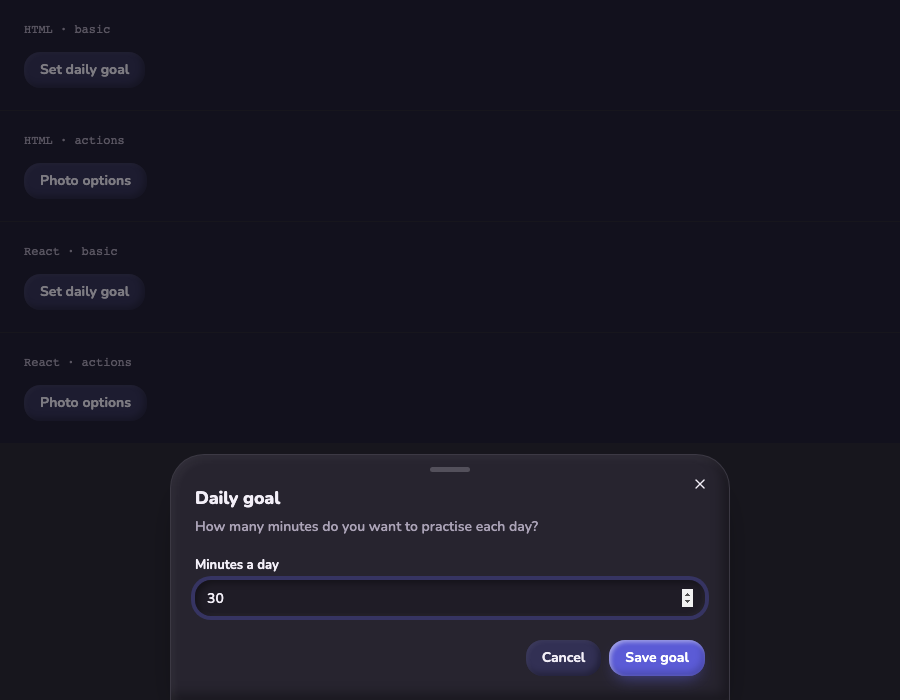 HTML · basic
Set daily goal
HTML · actions
Photo options
React · basic
Set daily goal
React · actions
Photo options
Daily goal
How many minutes do you want to practise each day?
Minutes a day
30
Cancel
Save goal